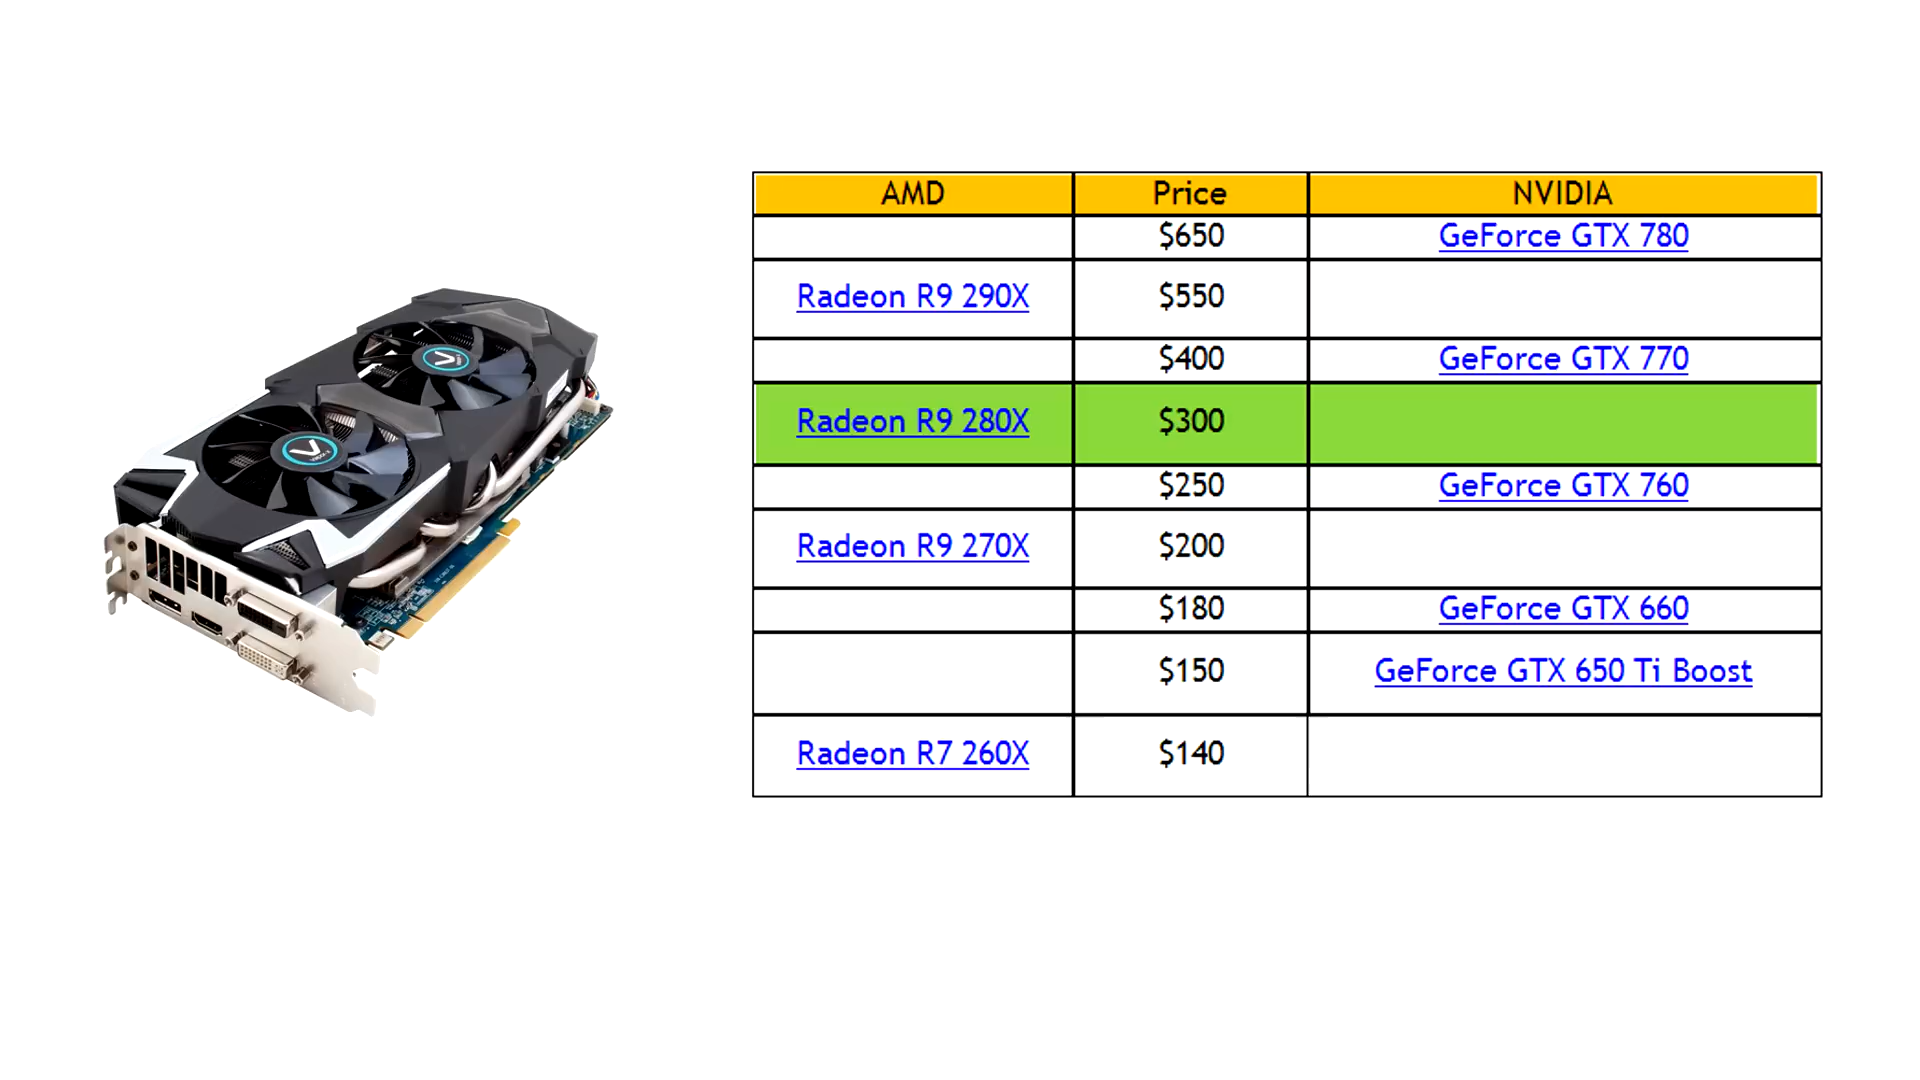 AMD Price NVIDIA
$650 GeForce GTX 780
Radeon R9 290X $550
$400 GeForce GTX 770
Radeon R9 280X $300
$250 GeForce GTX 760
Radeon R9 270X $200
$180 GeForce GTX 660
$150 GeForce GTX 650 Ti Boost
Radeon R7 260X $140